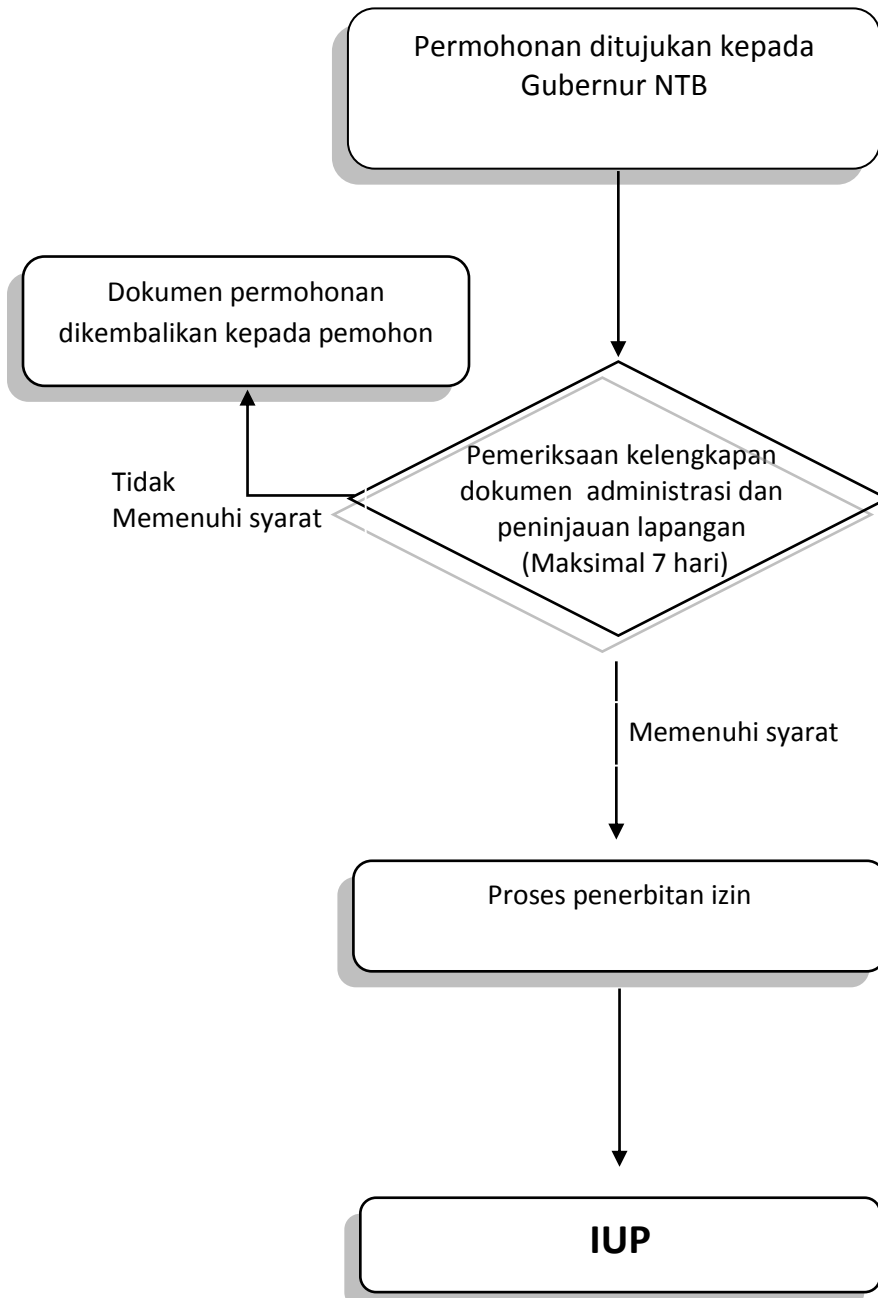 Permohonan ditujukan kepada
Gubernur NTB
Dokumen permohonan
dikembalikan kepada pemohon
Pemeriksaan kelengkapan
dokumen administrasi dan
peninjauan lapangan
(Maksimal 7 hari)
Tidak
Memenuhi syarat
Memenuhi syarat
Proses penerbitan izin
IUP